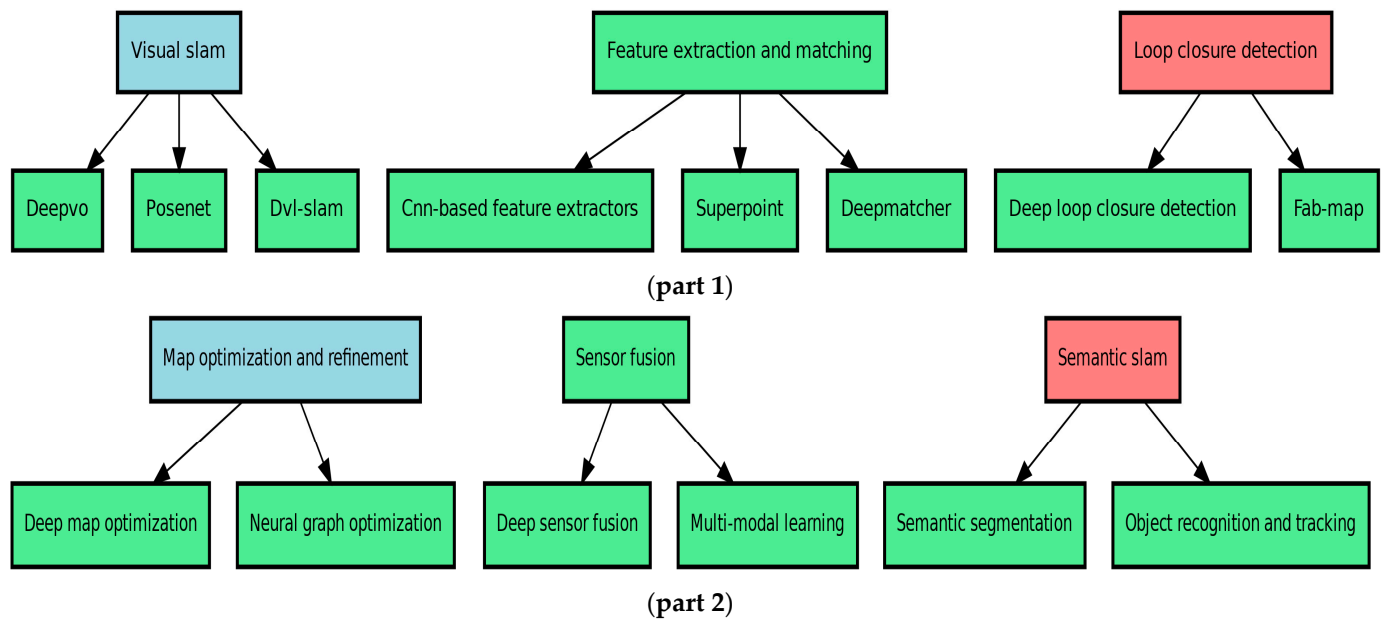 Visual slam
Feature extraction and matching
Loop closure detection
Deepvo
Posenet
Dvl-slam
Cnn-based feature extractors
Superpoint
Deepmatcher
Deep loop closure detection
Fab-map
(part 1)
Map optimization and refinement
Sensor fusion
Semantic slam
Deep map optimization
Neural graph optimization
Deep sensor fusion
Multi-modal learning
Semantic segmentation
Object recognition and tracking
(part 2)